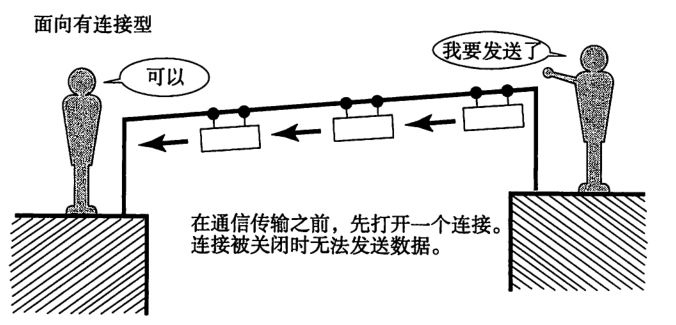 面向有连接型
我要发送了
可以
在通信传输之前，先打开一个连接。
连接被关闭时无法发送数据。